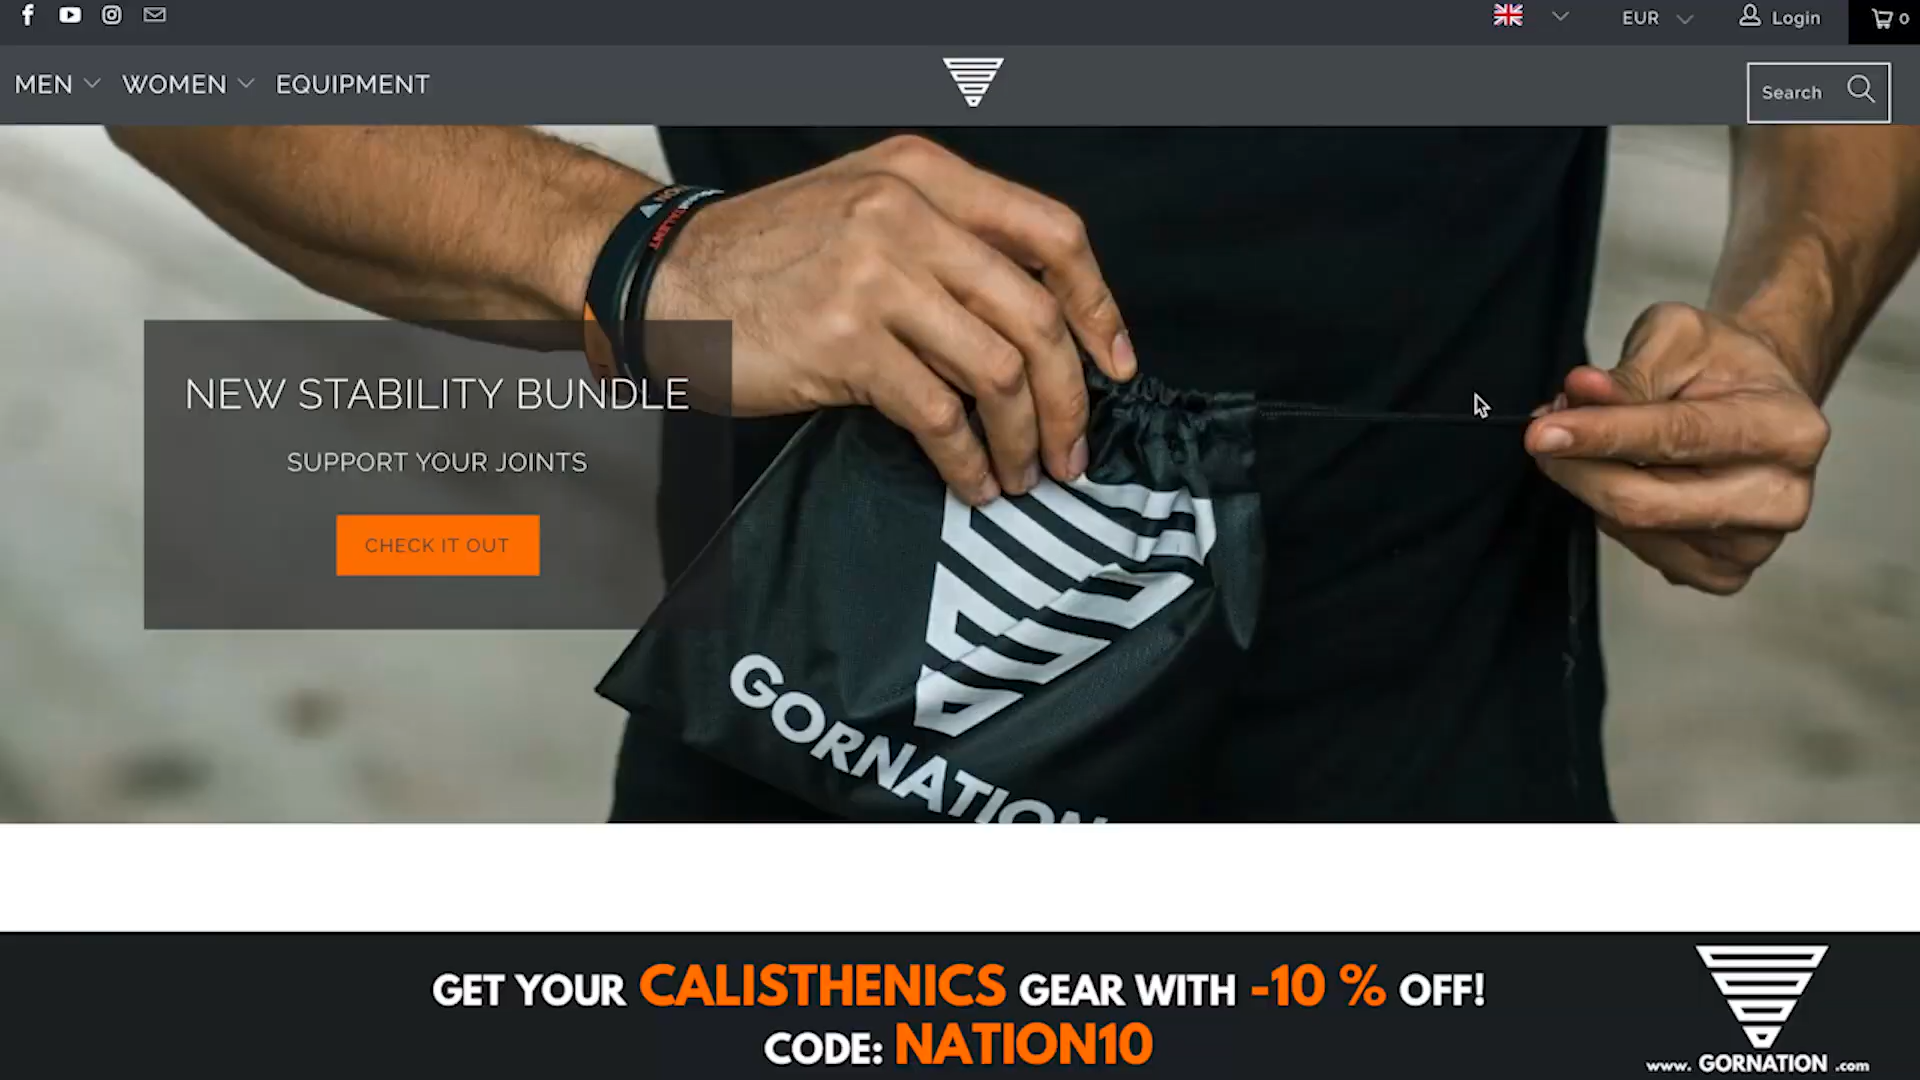 EUR
Login
0
MEN
WOMEN
EQUIPMENT
Search
NEW STABILITY BUNDLE
SUPPORT YOUR JOINTS
CHECK IT OUT
GORNATION
GET YOUR CALISTHENICS GEAR WITH -10 % OFF!
CODE: NATION10
www. GORNATION .com